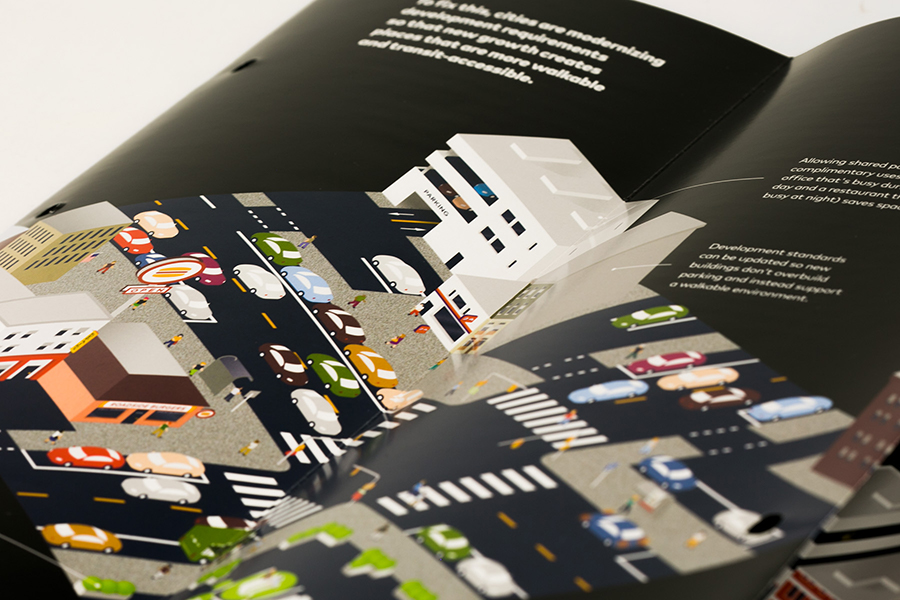 To fix this, cities are modernizing
development requirements
so that new growth creates
places that are more walkable
and transit-accessible.
Allowing shared
complimentary uses
office that's busy
day and a restaurant
busy at night) saves
Development standards
can be updated so new
buildings don't overbuild
parking and instead support
a walkable environment.
PARKING
OPEN
ROADSIDE BURGERS